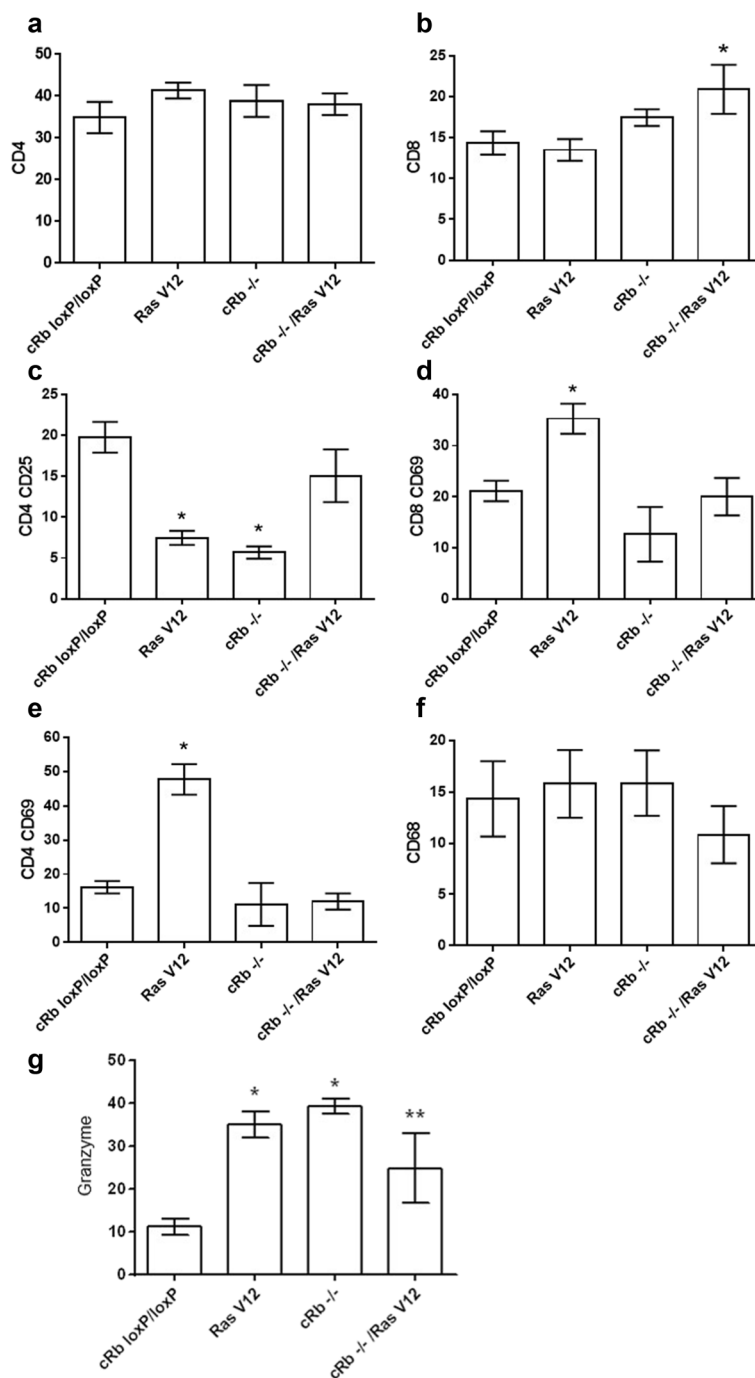 a
50
40
30
20
10
0
CD4
cRb loxP/loxP
Ras V12
cRb -/-
cRb -/- /Ras V12
b
25
20
15
10
5
0
CD8
*
cRb loxP/loxP
Ras V12
cRb -/-
cRb -/- /Ras V12
c
25
20
15
10
5
0
CD4 CD25
*
*
cRb loxP/loxP
Ras V12
cRb -/-
cRb -/- /Ras V12
d
40
30
20
10
0
CD8 CD69
*
cRb loxP/loxP
Ras V12
cRb -/-
cRb -/- /Ras V12
e
60
50
40
30
20
10
0
CD4 CD69
*
cRb loxP/loxP
Ras V12
cRb -/-
cRb -/- /Ras V12
f
20
15
10
5
0
CD68
cRb loxP/loxP
Ras V12
cRb -/-
cRb -/- /Ras V12
g
50
40
30
20
10
0
Granzyme
*
*
**
cRb loxP/loxP
Ras V12
cRb -/-
cRb -/- /Ras V12